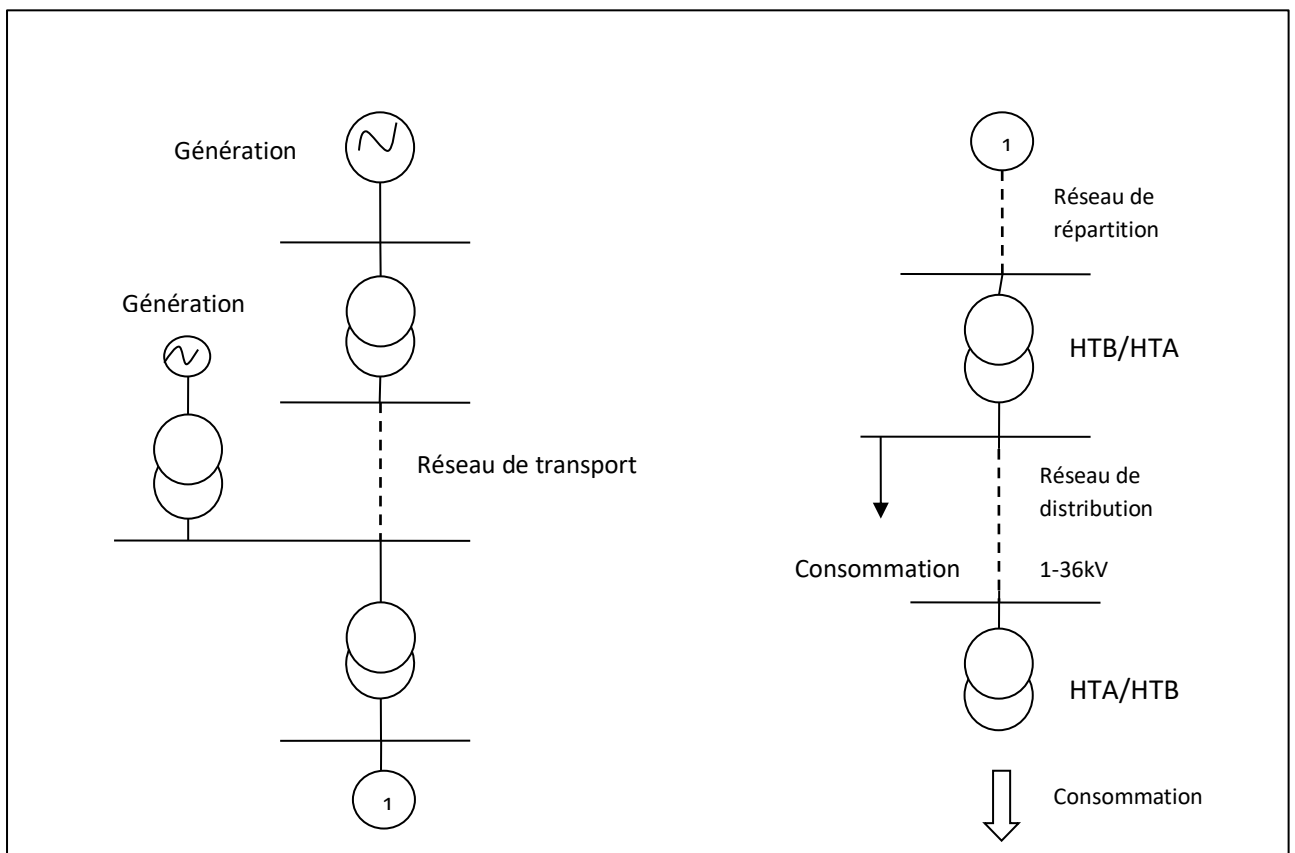 Génération
Génération
Réseau de transport
1
1
Réseau de
répartition
HTB/HTA
Réseau de
distribution
Consommation
1-36kV
HTA/HTB
Consommation